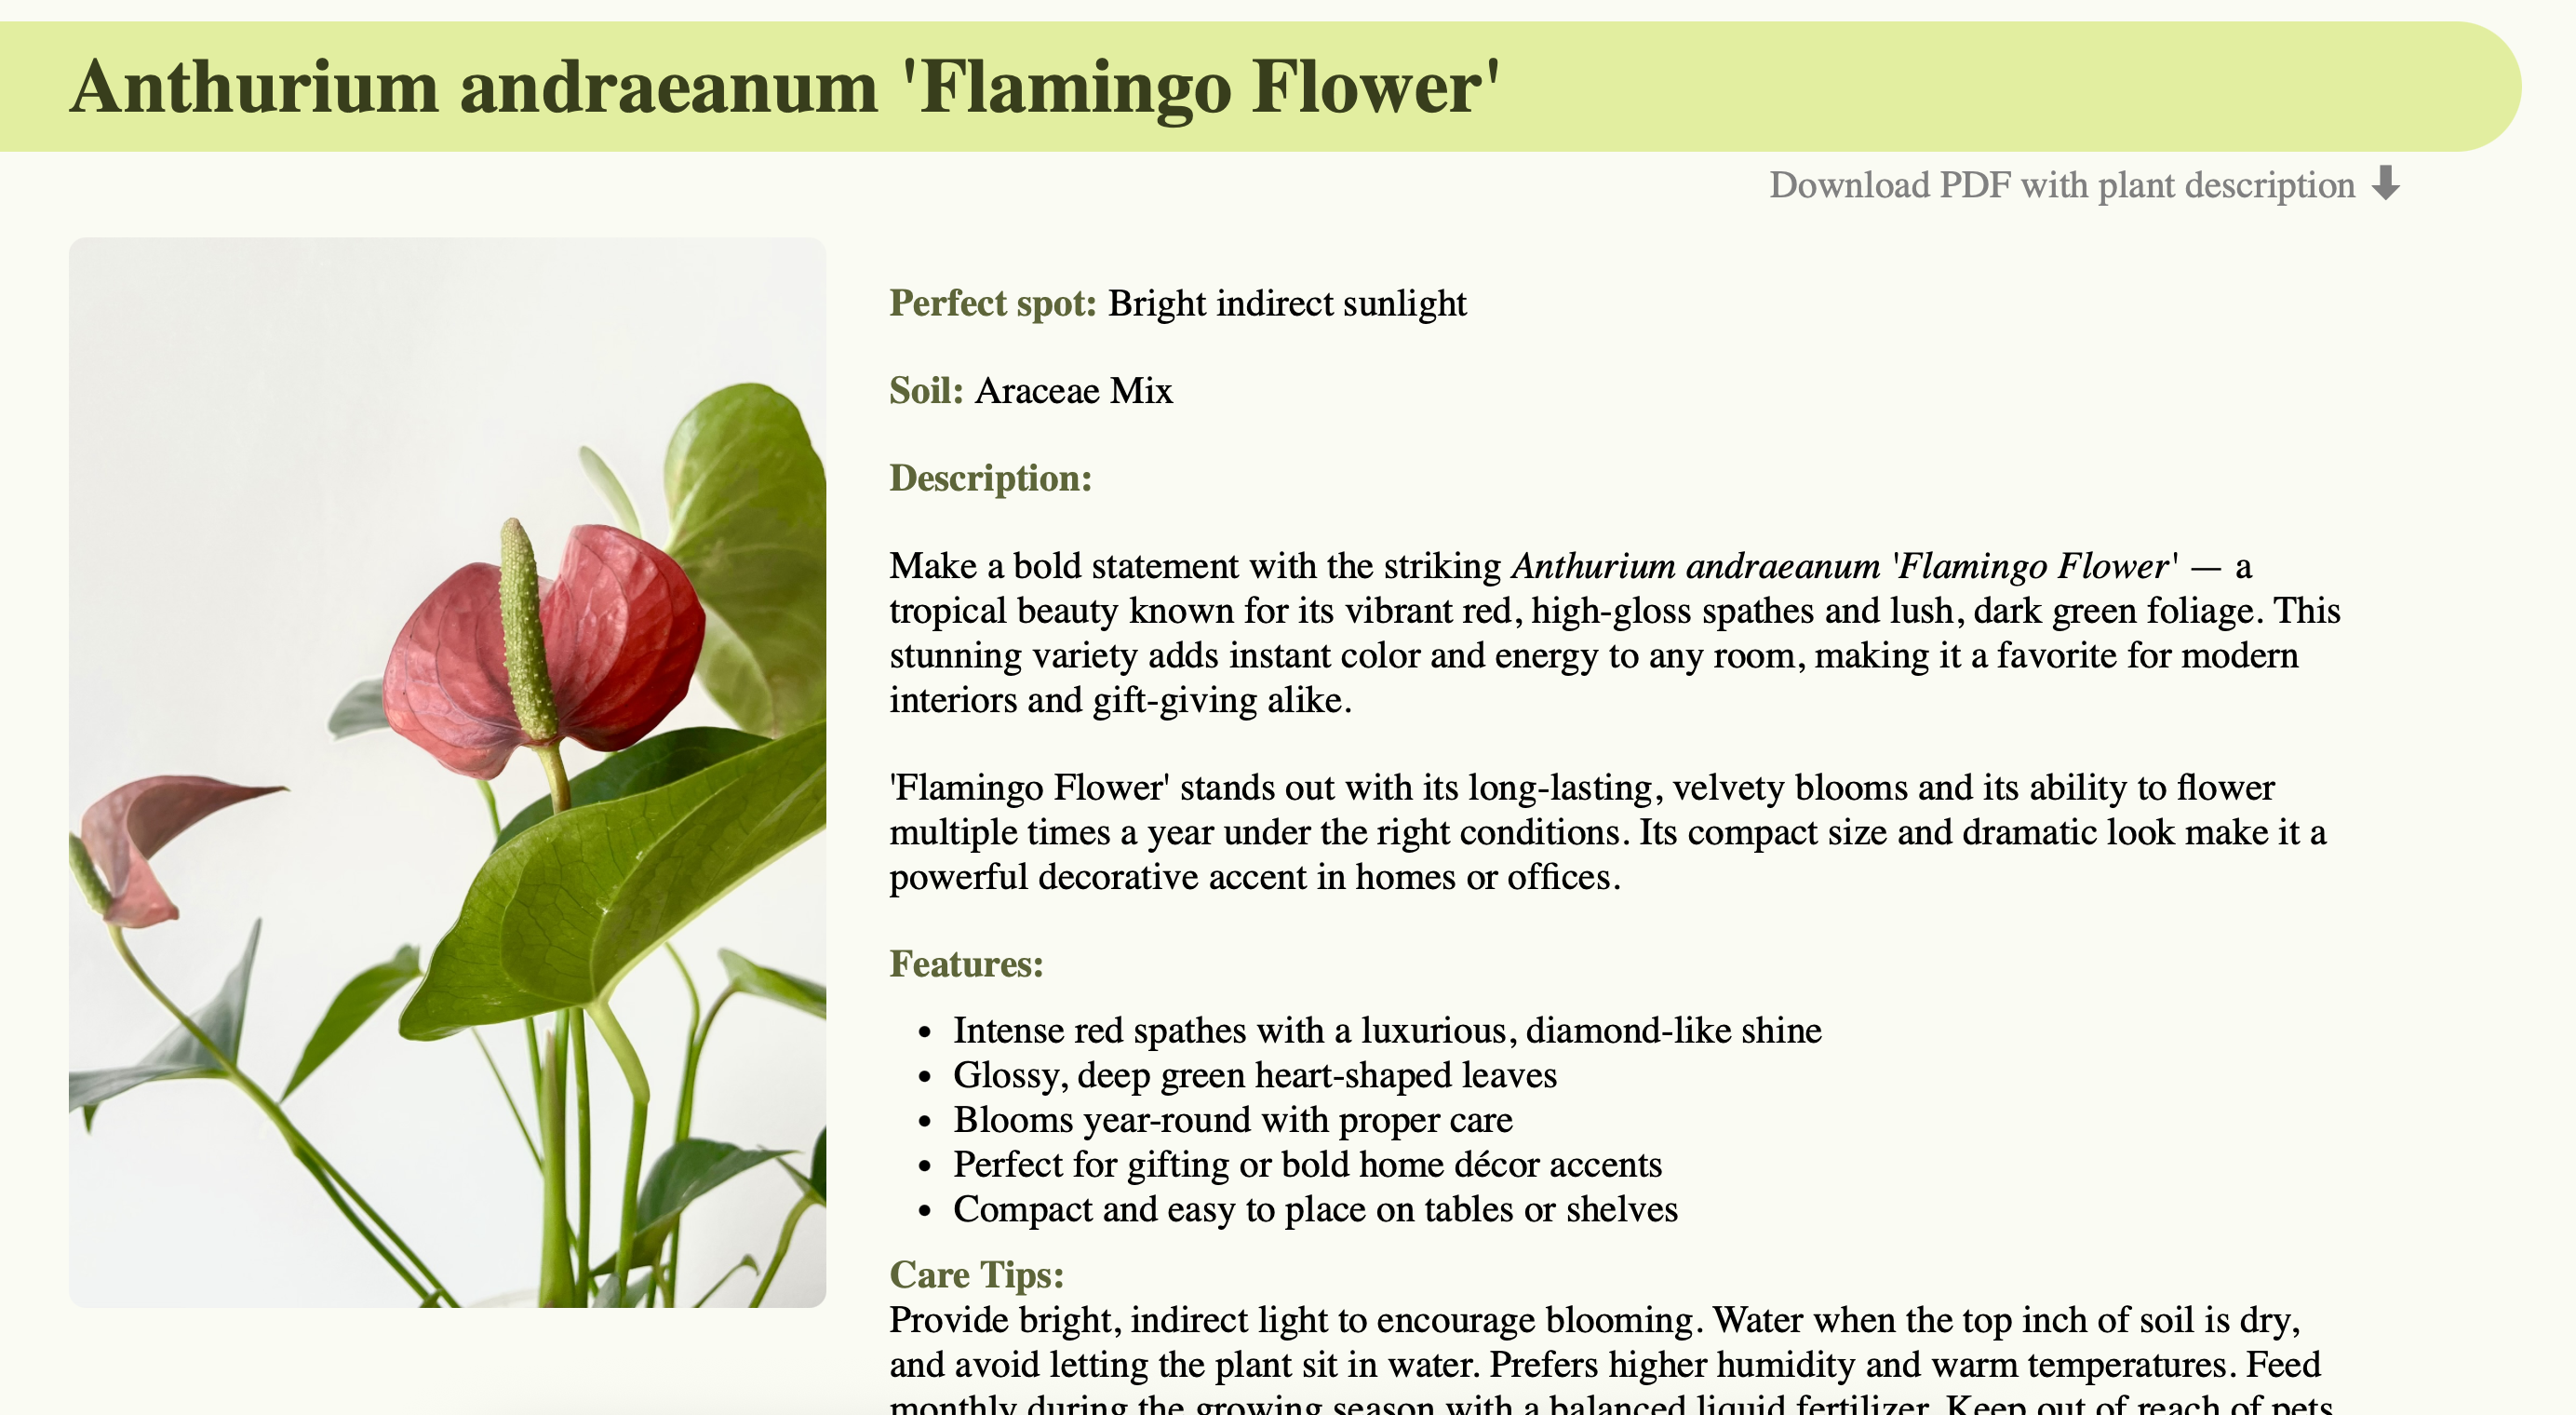 Anthurium andraeanum 'Flamingo Flower'
Download PDF with plant description
Perfect spot: Bright indirect sunlight
Soil: Araceae Mix
Description:
Make a bold statement with the striking Anthurium andraeanum 'Flamingo Flower' — a
tropical beauty known for its vibrant red, high-gloss spathes and lush, dark green foliage. This
stunning variety adds instant color and energy to any room, making it a favorite for modern
interiors and gift-giving alike.
'Flamingo Flower' stands out with its long-lasting, velvety blooms and its ability to flower
multiple times a year under the right conditions. Its compact size and dramatic look make it a
powerful decorative accent in homes or offices.
Features:
• Intense red spathes with a luxurious, diamond-like shine
• Glossy, deep green heart-shaped leaves
• Blooms year-round with proper care
• Perfect for gifting or bold home décor accents
• Compact and easy to place on tables or shelves
Care Tips:
Provide bright, indirect light to encourage blooming. Water when the top inch of soil is dry,
and avoid letting the plant sit in water. Prefers higher humidity and warm temperatures. Feed
monthly during the growing season with a balanced liquid fertilizer. Keep out of reach of pets